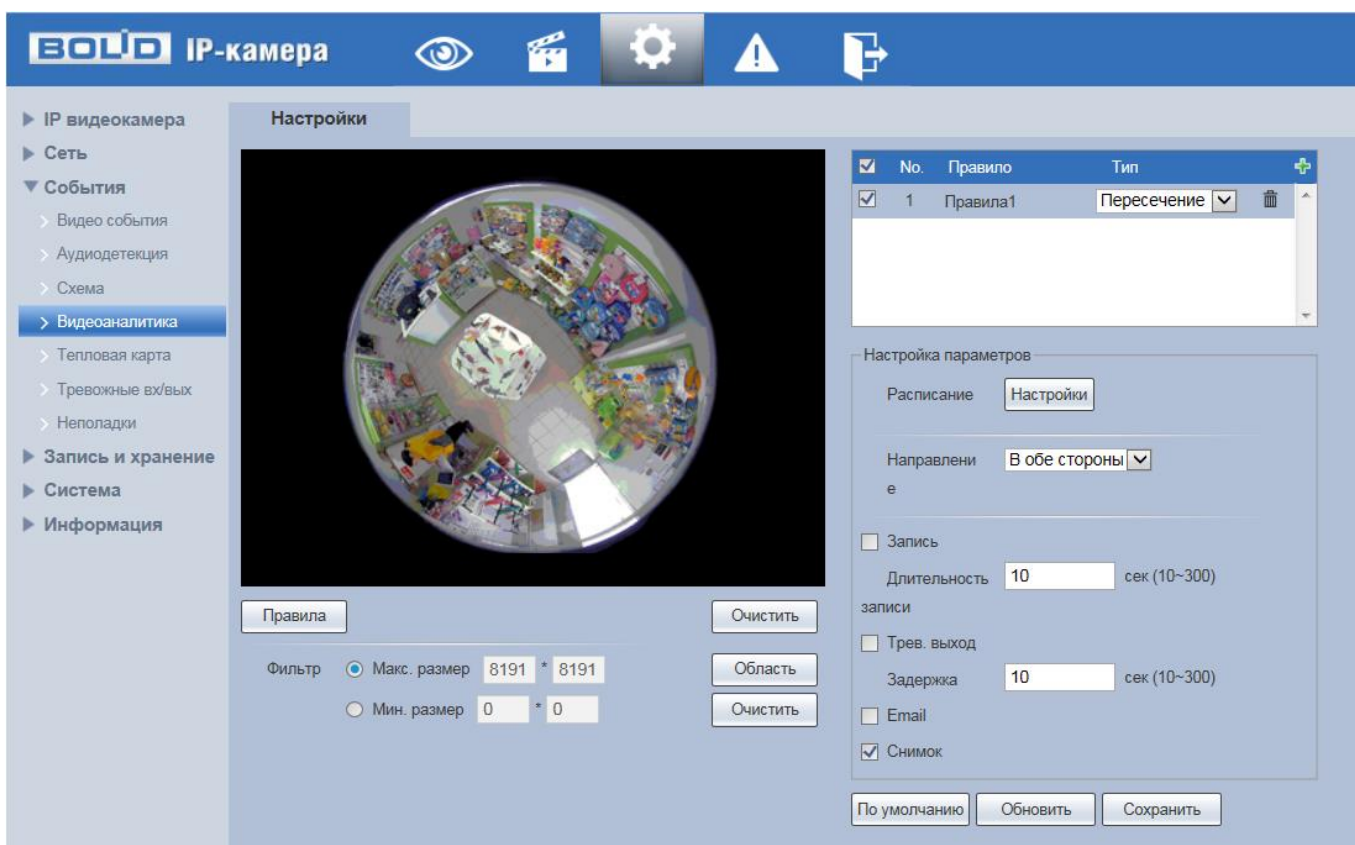 BOLID IP-камера
IP видеокамера
Сеть
События
Видео события
Аудиодетекция
Схема
Видеоаналитика
Тепловая карта
Тревожные вх/вых
Неполадки
Запись и хранение
Система
Информация
Настройки
Правила
Очистить
Фильтр Макс. размер 8191 * 8191 Область
Мин. размер 0 * 0 Очистить
No. Правило Тип
1 Правила1 Пересечение
Настройка параметров
Расписание Настройки
Направлени В обе стороны
е
Запись
Длительность 10 сек (10~300)
записи
Трев. выход
Задержка 10 сек (10~300)
Email
Снимок
По умолчанию Обновить Сохранить